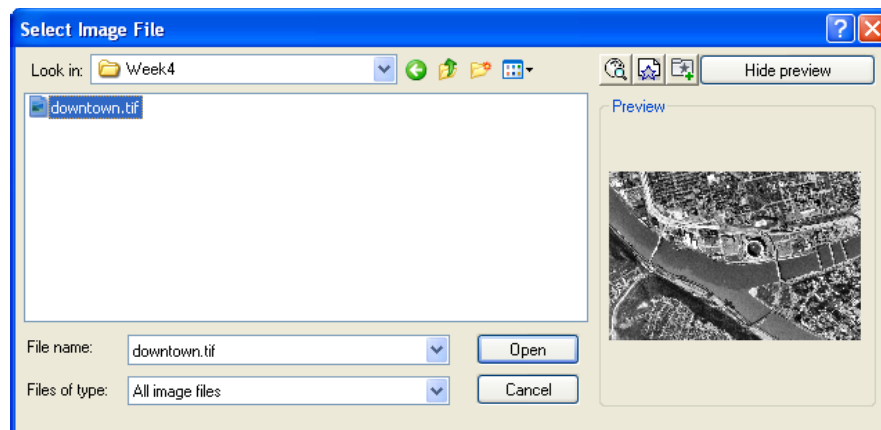 Select Image File
Look in: Week4
Hide preview
downtown.tif
Preview
File name: downtown.tif
Open
Files of type: All image files
Cancel